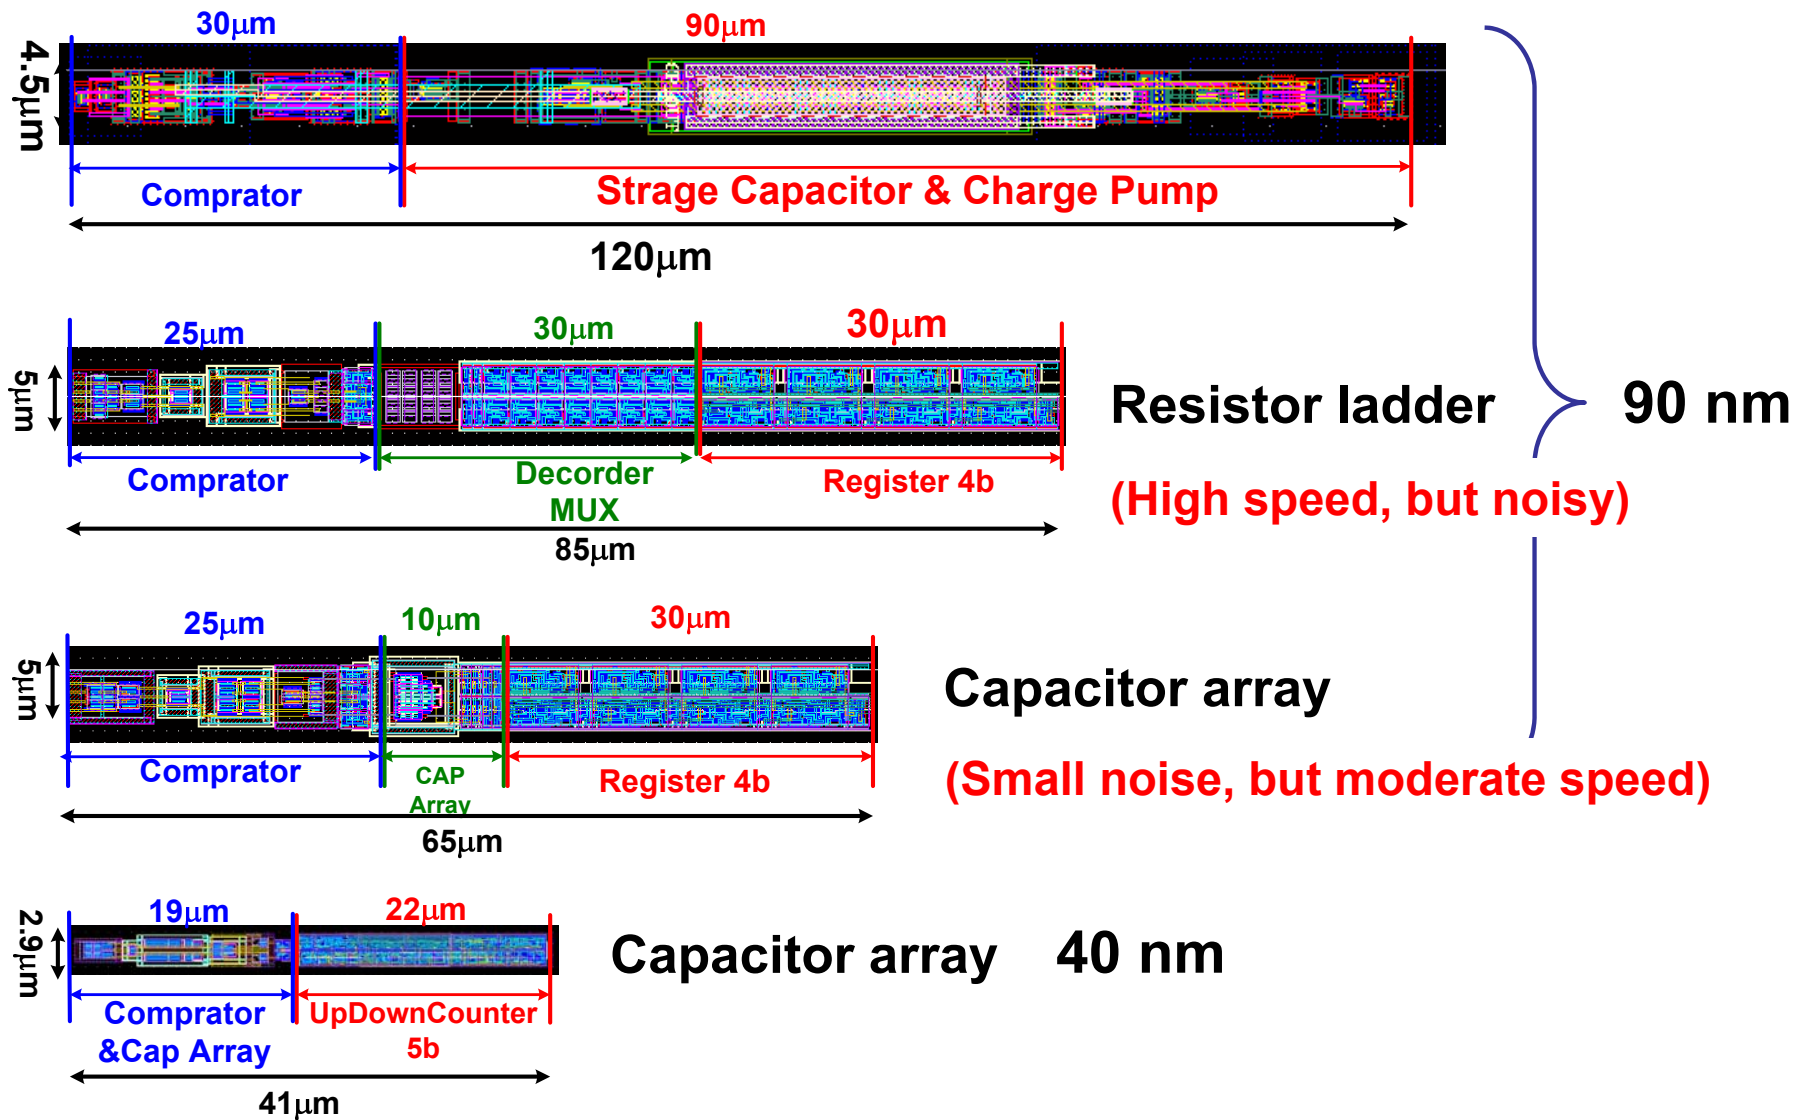 30μm
90μm
4.5μm
Comprator
Strage Capacitor & Charge Pump
120μm
25μm
30μm
30μm
5μm
Comprator
Decorder
MUX
Register 4b
85μm
Resistor ladder
90 nm
(High speed, but noisy)
25μm
10μm
30μm
5μm
Comprator
CAP
Array
Register 4b
65μm
Capacitor array
(Small noise, but moderate speed)
19μm
22μm
2.9μm
Comprator
&Cap Array
UpDownCounter
5b
41μm
Capacitor array 40 nm